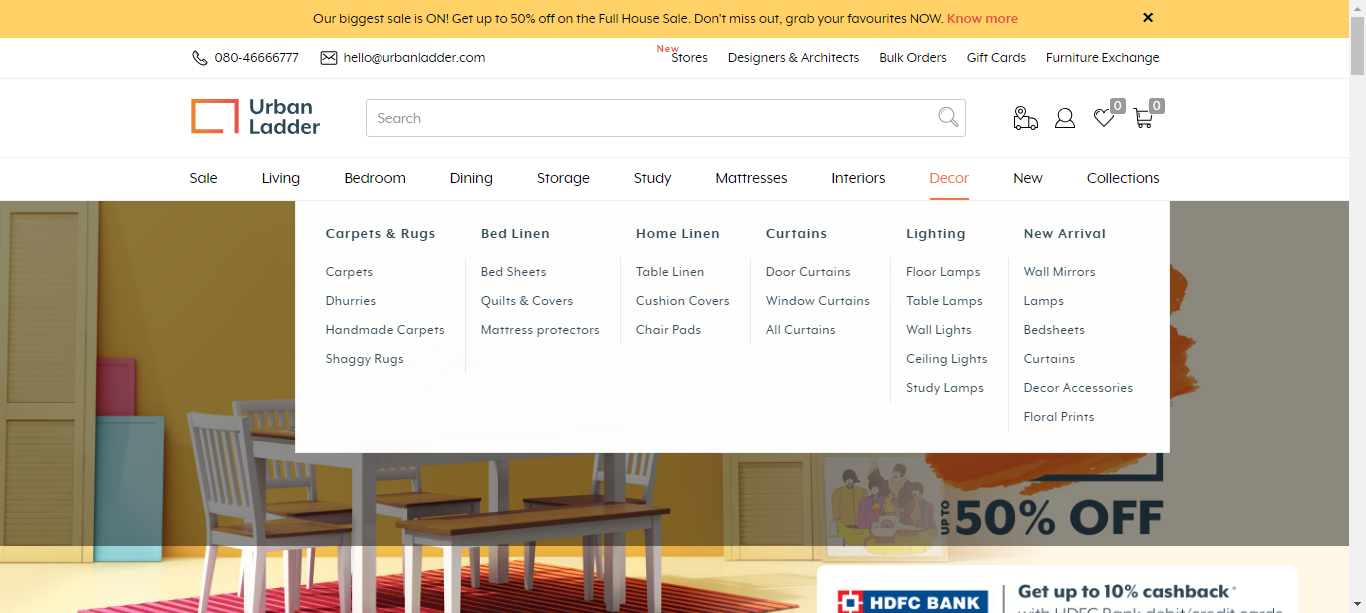 Our biggest sale is ON! Get up to 50% off on the Full House Sale. Don't miss out, grab your favourites NOW. Know more
080-46666777 hello@urbanladder.com New Stores Designers & Architects Bulk Orders Gift Cards Furniture Exchange
Urban
Ladder
Search
0 0
Sale Living Bedroom Dining Storage Study Mattresses Interiors Decor New Collections
Carpets & Rugs
Carpets
Dhurries
Handmade Carpets
Shaggy Rugs
Bed Linen
Bed Sheets
Quilts & Covers
Mattress protectors
Home Linen
Table Linen
Cushion Covers
Chair Pads
Curtains
Door Curtains
Window Curtains
All Curtains
Lighting
Floor Lamps
Table Lamps
Wall Lights
Ceiling Lights
Study Lamps
New Arrival
Wall Mirrors
Lamps
Bedsheets
Curtains
Decor Accessories
Floral Prints
UPTO 50% OFF
HDFC BANK
Get up to 10% cashback*
with HDFC Bank debit/credit cards